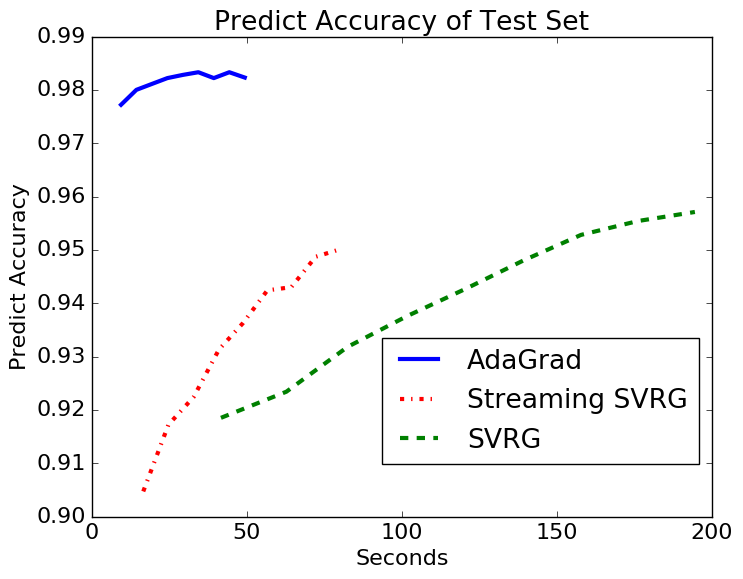 Predict Accuracy of Test Set
0.99
0.98
0.97
0.96
0.95
0.94
0.93
0.92
0.91
0.90
Predict Accuracy
AdaGrad
Streaming SVRG
SVRG
0
50
100
150
200
Seconds